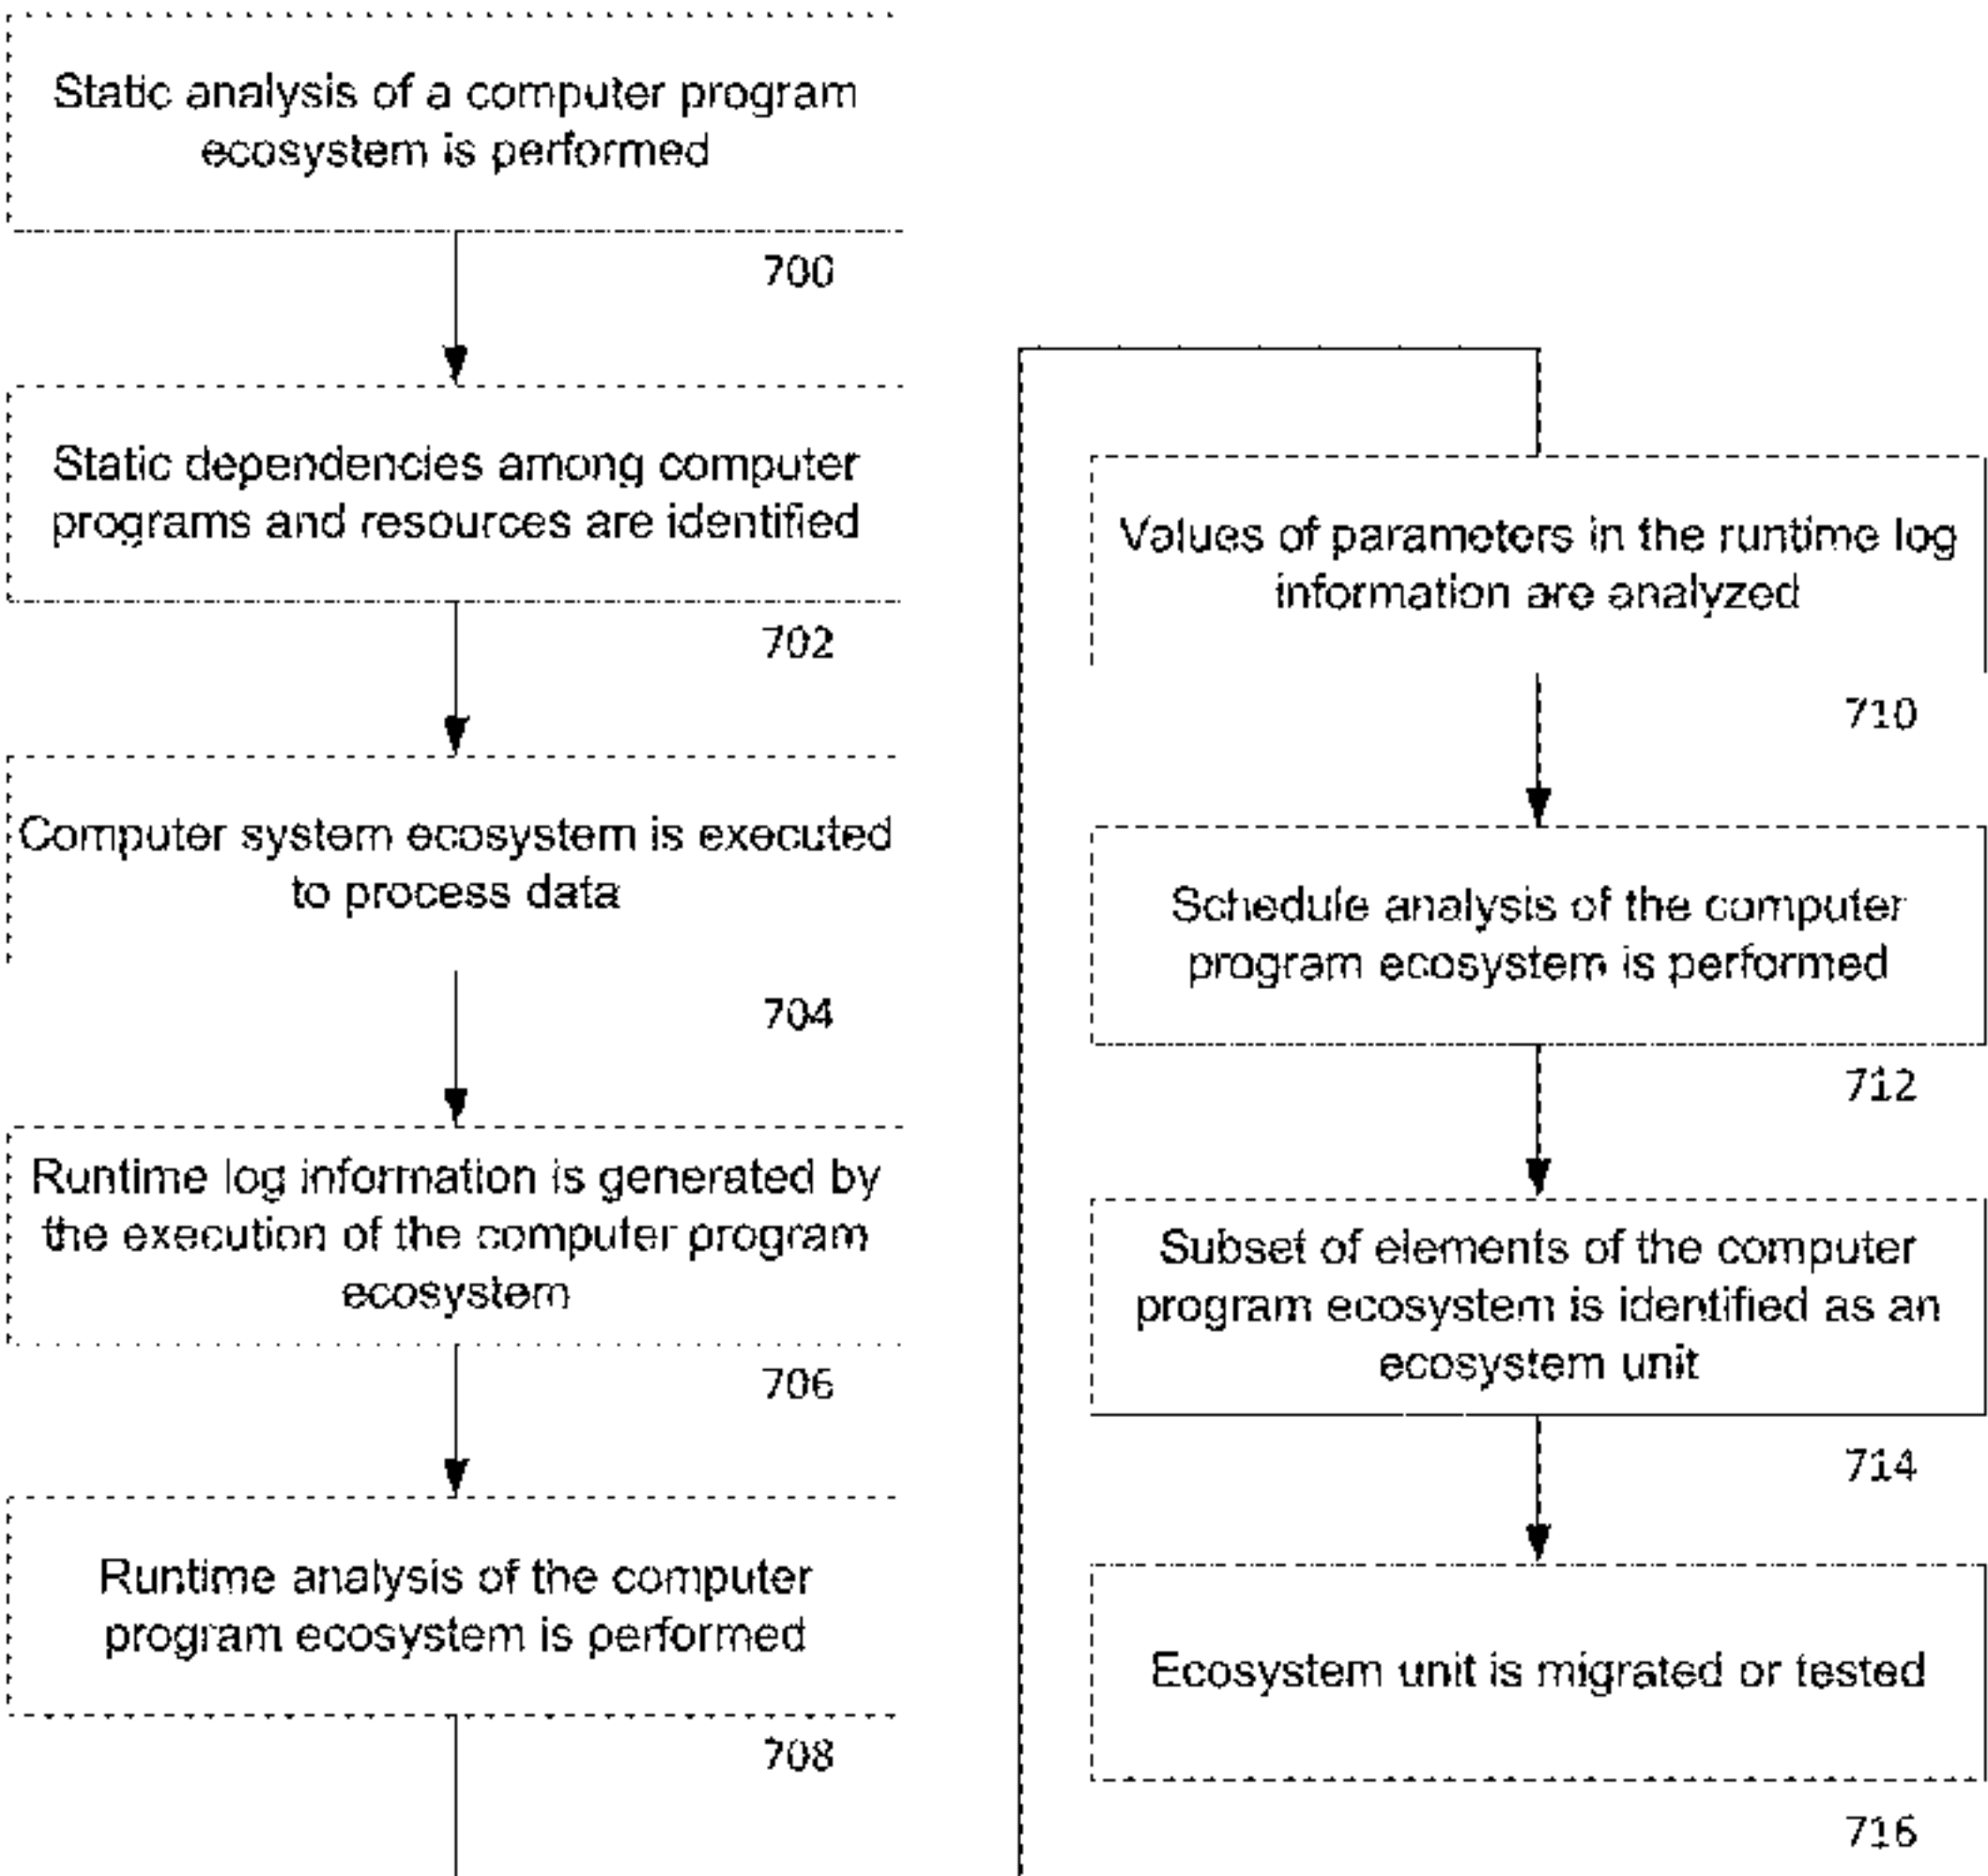 Static analysis of a computer program
ecosystem is performed
700
Static dependencies among computer
programs and resources are identified
702
Computer system ecosystem is executed
to process data
704
Runtime log information is generated by
the execution of the computer program
ecosystem
706
Runtime analysis of the computer
program ecosystem is performed
708
Values of parameters in the runtime log
information are analyzed
710
Schedule analysis of the computer
program ecosystem is performed
712
Subset of elements of the computer
program ecosystem is identified as an
ecosystem unit
714
Ecosystem unit is migrated or tested
716